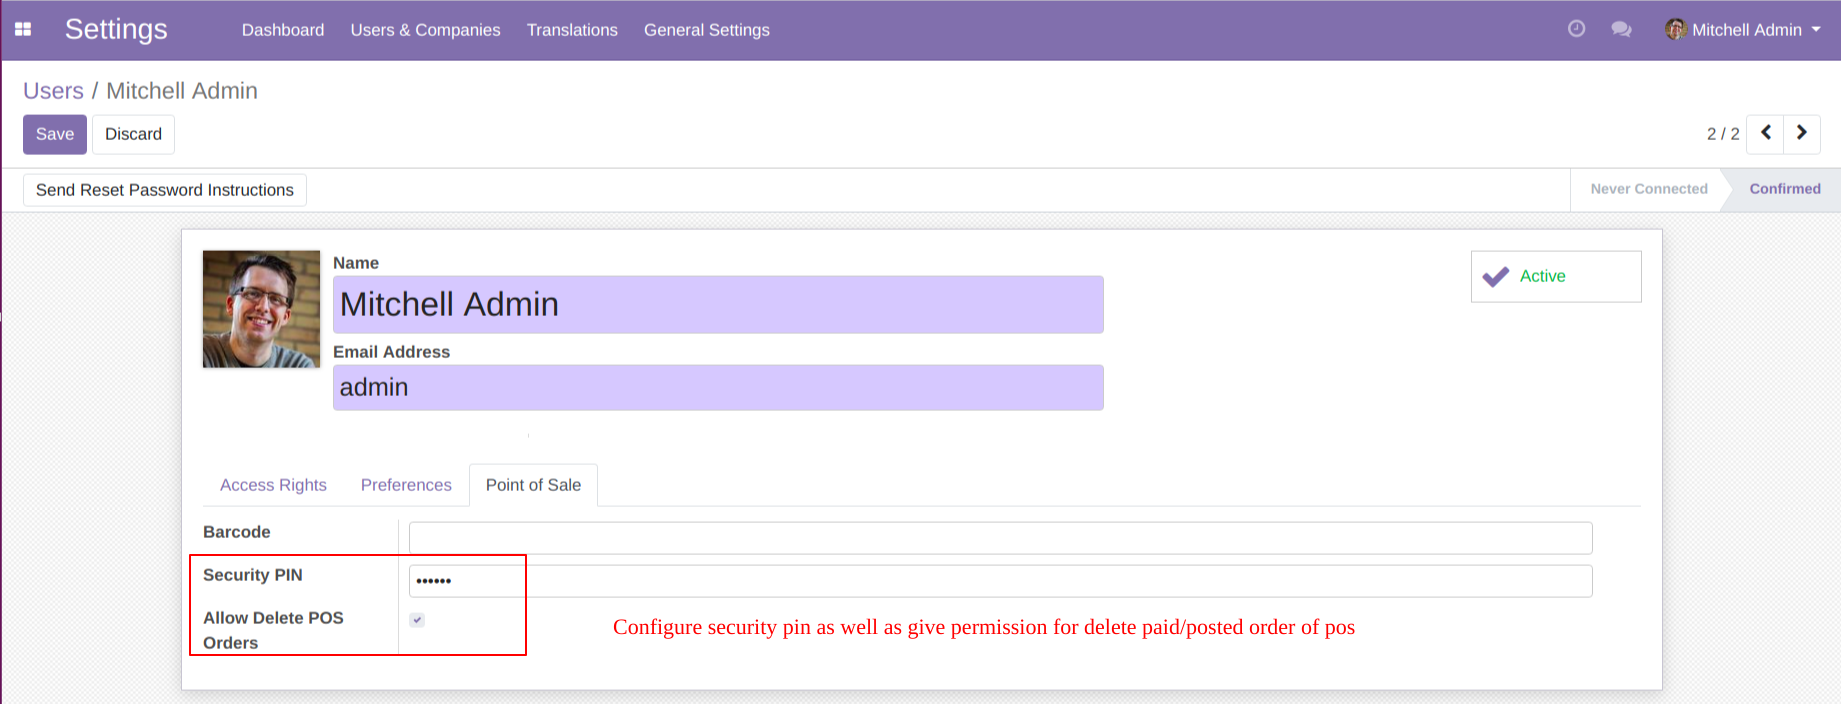 Settings Dashboard Users & Companies Translations General Settings Mitchell Admin
Users / Mitchell Admin
Save Discard 2 / 2
Send Reset Password Instructions Never Connected Confirmed
Name
Mitchell Admin
Active
Email Address
admin
Access Rights Preferences Point of Sale
Barcode
Security PIN ••••••
Allow Delete POS
Orders
Configure security pin as well as give permission for delete paid/posted order of pos